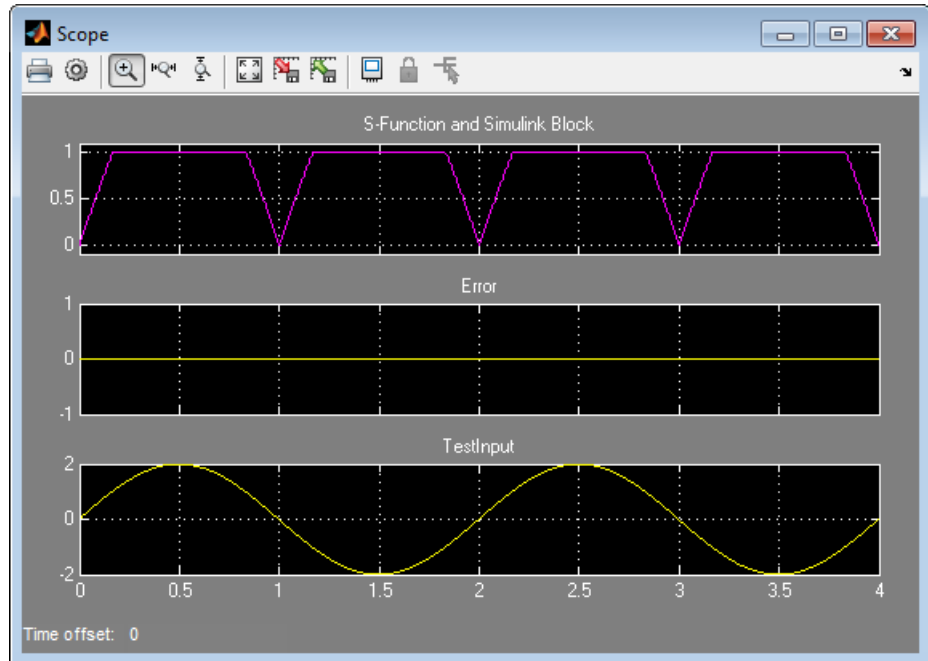 Scope
S-Function and Simulink Block
1
0.5
0
Error
1
0
-1
TestInput
2
0
-2
0 0.5 1 1.5 2 2.5 3 3.5 4
Time offset: 0